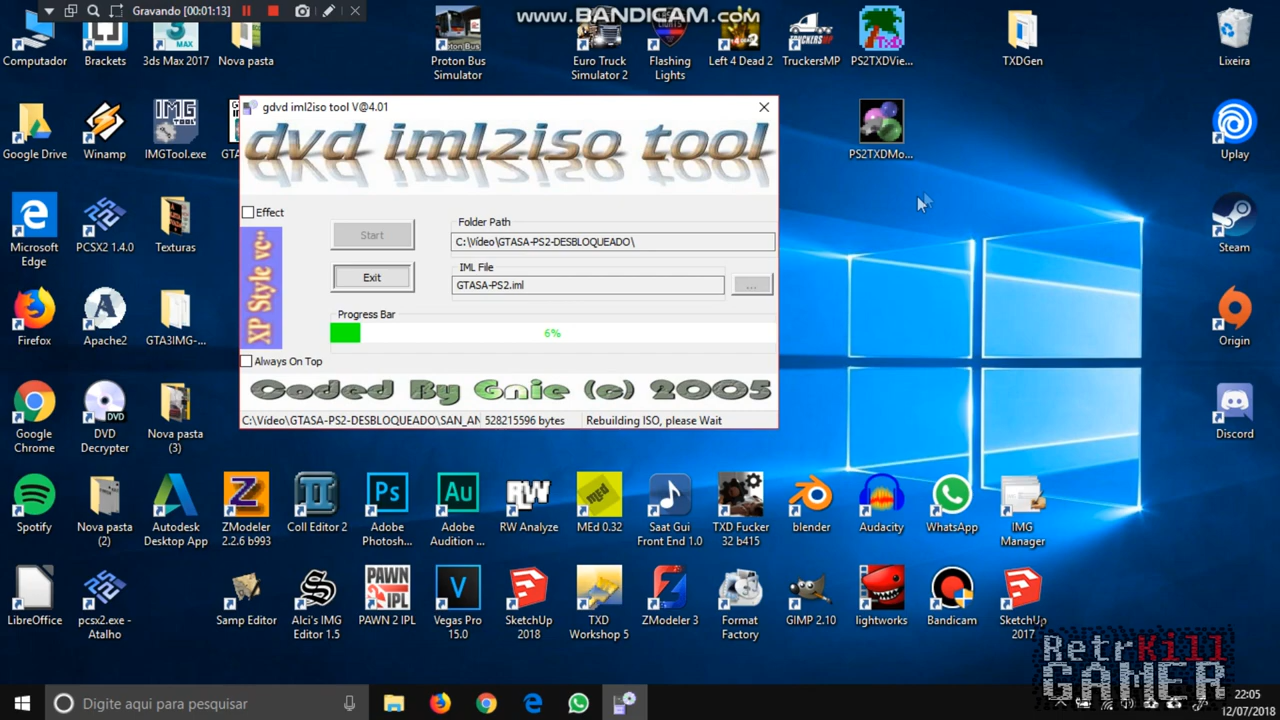 Gravando [00:01:13]
www.BANDICAM.com
Computador
Brackets
3ds Max 2017
Nova pasta
Proton Bus Simulator
Euro Truck Simulator 2
Flashing Lights
Left 4 Dead 2
TruckersMP
PS2TXDVie...
TXDGen
Lixeira
gdvd iml2iso tool V@4.01
dvd iml2iso tool
Google Drive
Winamp
IMGTool.exe
PS2TXDMo...
Uplay
Effect
Start
Folder Path
C:\Vídeo\GTASA-PS2-DESBLOQUEADO\
Microsoft Edge
PCSX2 1.4.0
Texturas
Steam
XP Style vc++
Exit
IML File
GTASA-PS2.iml
...
Progress Bar
6%
Firefox
Apache2
GTA3IMG-...
Origin
Always On Top
Coded By Gnie (c) 2005
C:\Vídeo\GTASA-PS2-DESBLOQUEADO\SAN_AN
528215596 bytes
Rebuilding ISO, please Wait
Google Chrome
DVD
DVD Decrypter
Nova pasta (3)
Discord
Spotify
Nova pasta (2)
Autodesk Desktop App
ZModeler 2.2.6 b993
Coll Editor 2
Adobe Photosh...
Adobe Audition ...
RW Analyze
MEd 0.32
Saat Gui Front End 1.0
TXD Fucker 32 b415
blender
Audacity
WhatsApp
IMG Manager
LibreOffice
pcsx2.exe - Atalho
Samp Editor
Alci's IMG Editor 1.5
PAWN 2 IPL
Vegas Pro 15.0
SketchUp 2018
TXD Workshop 5
ZModeler 3
Format Factory
GIMP 2.10
lightworks
Bandicam
SketchUp 2017
RetrKill
GAMER
Digite aqui para pesquisar
22:05
12/07/2018